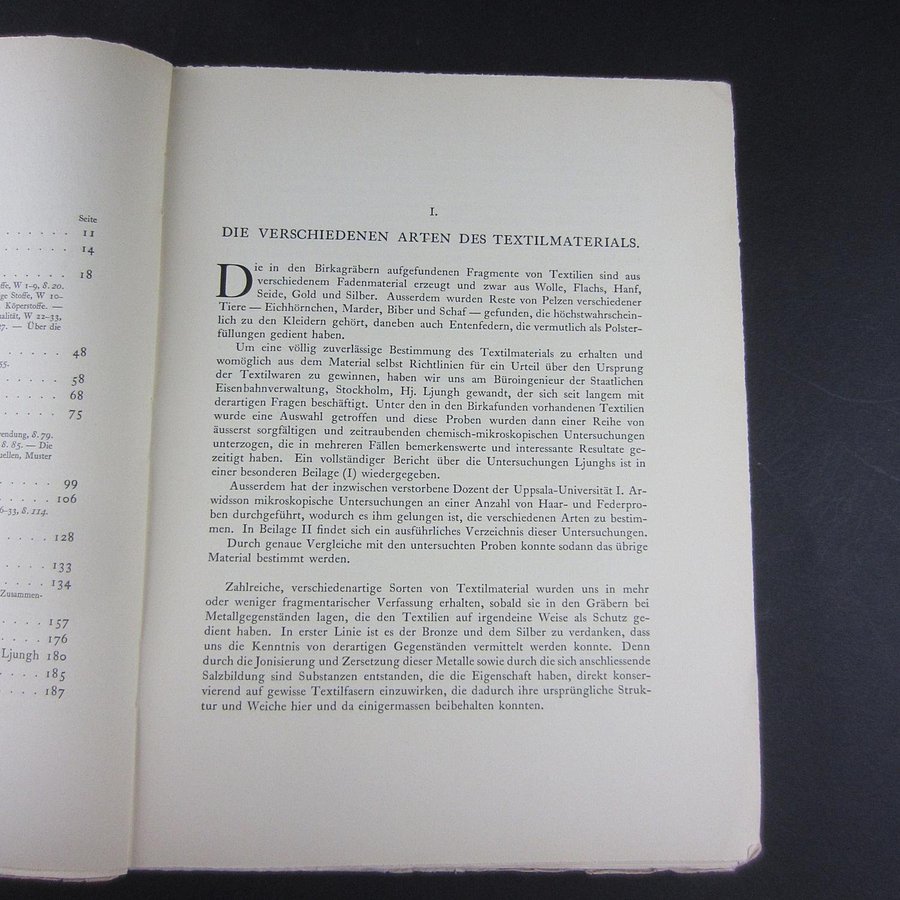 Seite
11
14
18
ffe, W 1–9, S. 20.
ge Stoffe, W 10–
Köperstoffe. —
alität, W 22–33,
7. — Über die
48
55.
58
68
75
endung, S. 79.
S. 85. — Die
uellen, Muster
99
106
6–33, S. 114.
128
133
134
Zusammen-
157
176
Ljungh 180
185
187
I.
DIE VERSCHIEDENEN ARTEN DES TEXTILMATERIALS.
Die in den Birkagräbern aufgefundenen Fragmente von Textilien sind aus
verschiedenem Fadenmaterial erzeugt und zwar aus Wolle, Flachs, Hanf,
Seide, Gold und Silber. Ausserdem wurden Reste von Pelzen verschiedener
Tiere — Eichhörnchen, Marder, Biber und Schaf — gefunden, die höchstwahrschein-
lich zu den Kleidern gehört, daneben auch Entenfedern, die vermutlich als Polster-
füllungen gedient haben.
Um eine völlig zuverlässige Bestimmung des Textilmaterials zu erhalten und
womöglich aus dem Material selbst Richtlinien für ein Urteil über den Ursprung
der Textilwaren zu gewinnen, haben wir uns am Büroingenieur der Staatlichen
Eisenbahnverwaltung, Stockholm, Hj. Ljungh gewandt, der sich seit langem mit
derartigen Fragen beschäftigt. Unter den in den Birkafunden vorhandenen Textilien
wurde eine Auswahl getroffen und diese Proben wurden dann einer Reihe von
äusserst sorgfältigen und zeitraubenden chemisch-mikroskopischen Untersuchungen
unterzogen, die in mehreren Fällen bemerkenswerte und interessante Resultate ge-
zeitigt haben. Ein vollständiger Bericht über die Untersuchungen Ljunghs ist in
einer besonderen Beilage (I) wiedergegeben.
Ausserdem hat der inzwischen verstorbene Dozent der Uppsala-Universität I. Ar-
widsson mikroskopische Untersuchungen an einer Anzahl von Haar- und Federpro-
ben durchgeführt, wodurch es ihm gelungen ist, die verschiedenen Arten zu bestim-
men. In Beilage II findet sich ein ausführliches Verzeichnis dieser Untersuchungen.
Durch genaue Vergleiche mit den untersuchten Proben konnte sodann das übrige
Material bestimmt werden.
Zahlreiche, verschiedenartige Sorten von Textilmaterial wurden uns in mehr
oder weniger fragmentarischer Verfassung erhalten, sobald sie in den Gräbern bei
Metallgegenständen lagen, die den Textilien auf irgendeine Weise als Schutz ge-
dient haben. In erster Linie ist es der Bronze und dem Silber zu verdanken, dass
uns die Kenntnis von derartigen Gegenständen vermittelt werden konnte. Denn
durch die Jonisierung und Zersetzung dieser Metalle sowie durch die sich anschliessende
Salzbildung sind Substanzen entstanden, die die Eigenschaft haben, direkt konser-
vierend auf gewisse Textilfasern einzuwirken, die dadurch ihre ursprüngliche Struk-
tur und Weiche hier und da einigermassen beibehalten konnten.